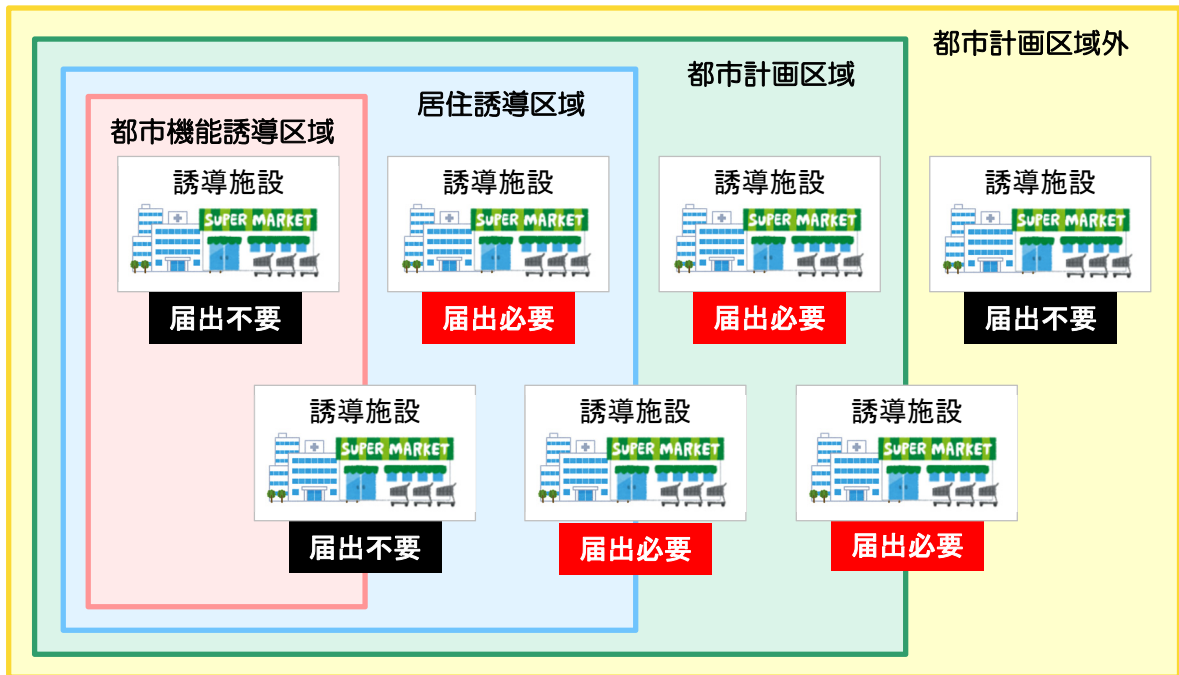 都市計画区域外
都市計画区域
居住誘導区域
都市機能誘導区域
誘導施設
SUPER MARKET
届出不要
誘導施設
SUPER MARKET
届出必要
誘導施設
SUPER MARKET
届出必要
誘導施設
SUPER MARKET
届出不要
誘導施設
SUPER MARKET
届出不要
誘導施設
SUPER MARKET
届出必要
誘導施設
SUPER MARKET
届出必要